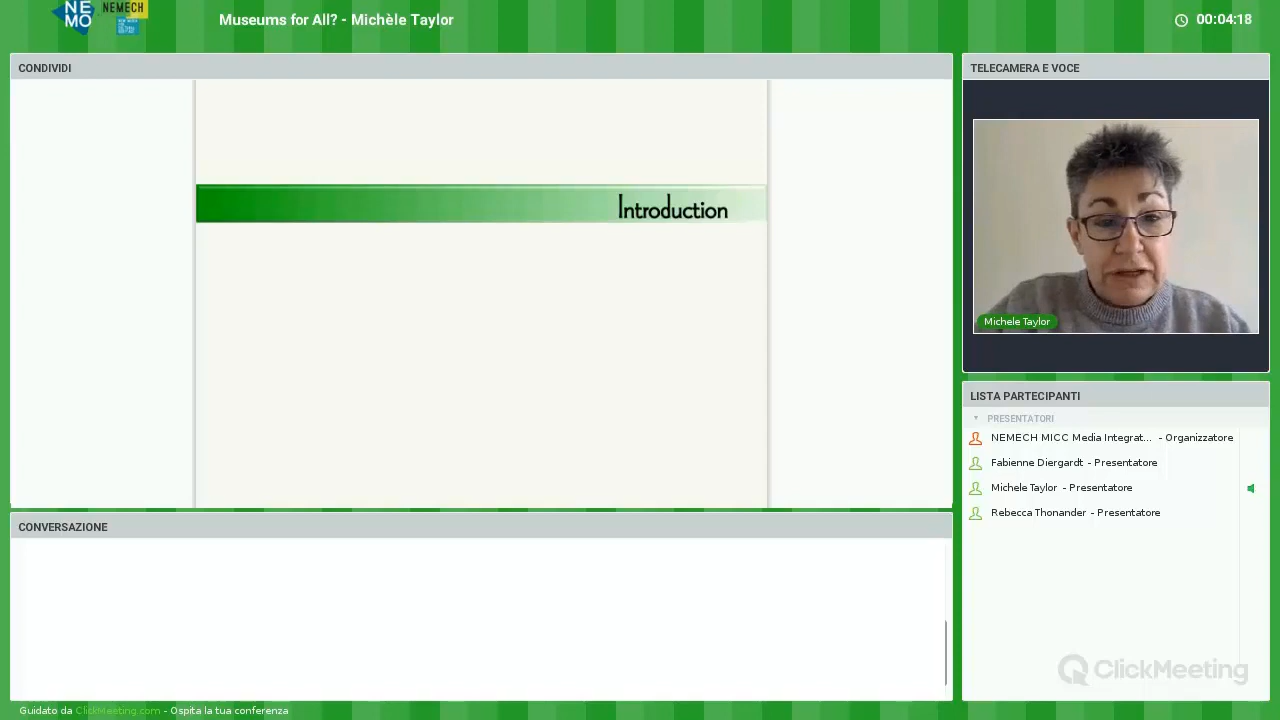 NE
MO
NEMECH
Museums for All? - Michèle Taylor
00:04:18
CONDIVIDI
Introduction
TELECAMERA E VOCE
Michele Taylor
LISTA PARTECIPANTI
PRESENTATORI
NEMECH MICC Media Integrat... - Organizzatore
Fabienne Diergardt - Presentatore
Michele Taylor - Presentatore
Rebecca Thonander - Presentatore
CONVERSAZIONE
ClickMeeting
Guidato da ClickMeeting.com - Ospita la tua conferenza